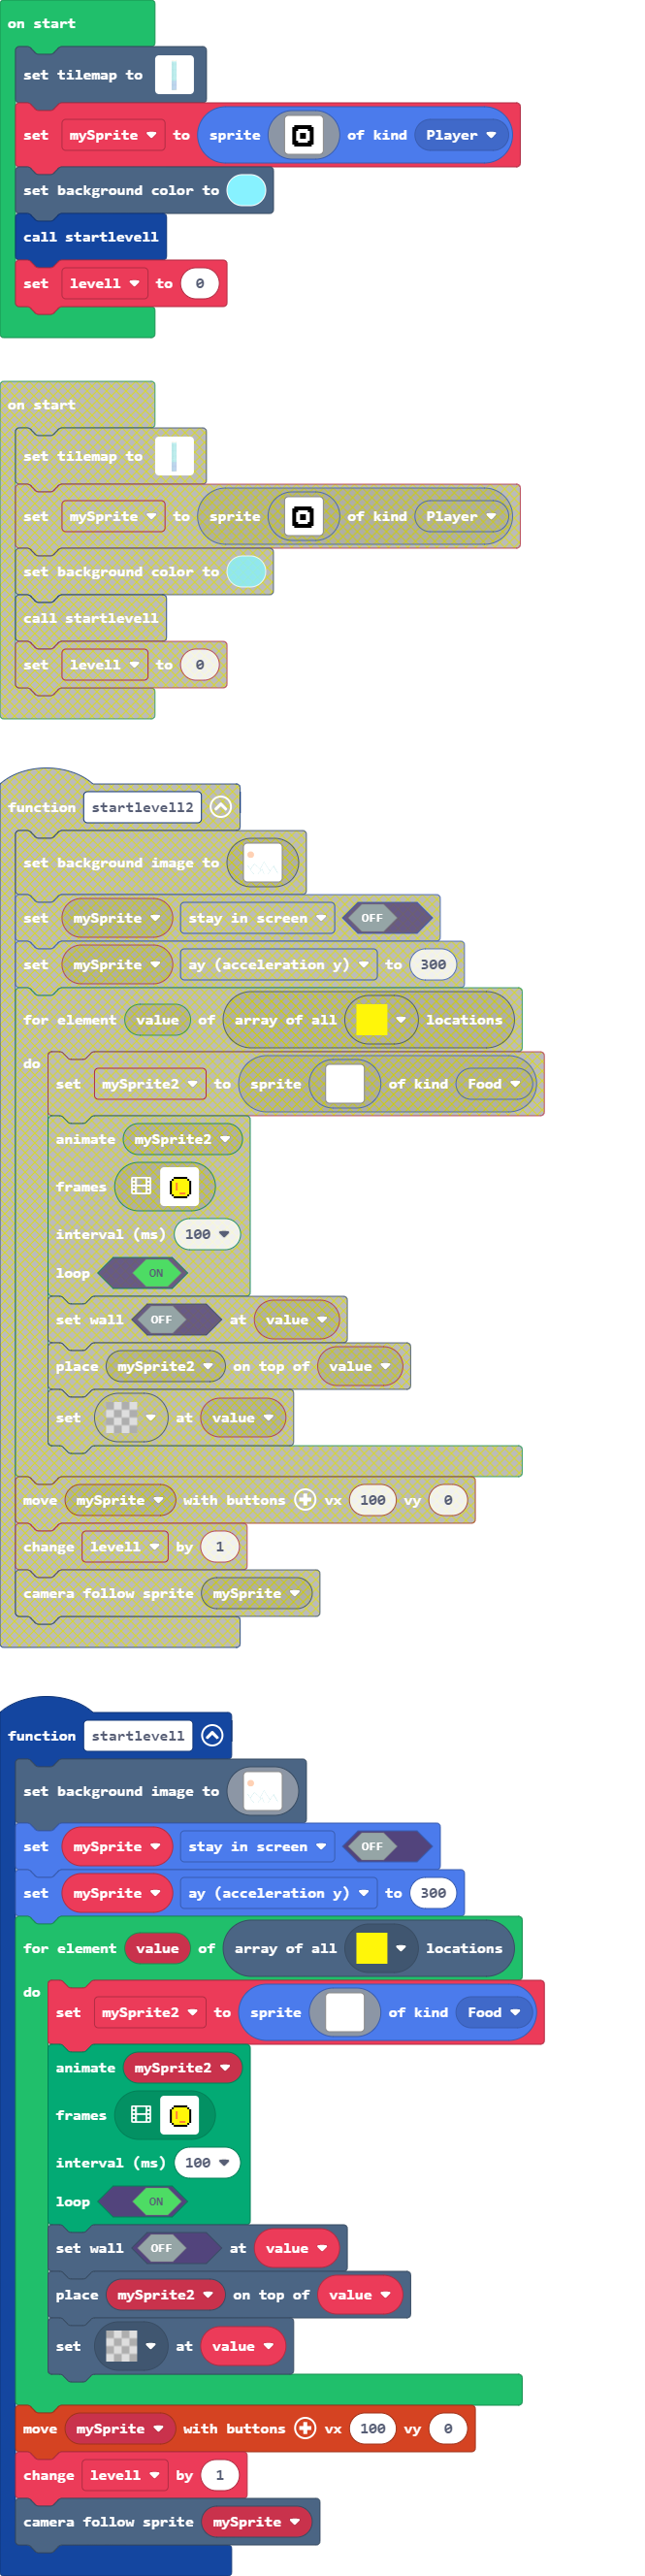 on start
set tilemap to
set mySprite to sprite of kind Player
set background color to
call startlevell
set levell to 0
on start
set tilemap to
set mySprite to sprite of kind Player
set background color to
call startlevell
set levell to 0
function startlevell2
set background image to
set mySprite stay in screen OFF
set mySprite ay (acceleration y) to 300
for element value of array of all locations
do
set mySprite2 to sprite of kind Food
animate mySprite2
frames
interval (ms) 100
loop ON
set wall OFF at value
place mySprite2 on top of value
set at value
move mySprite with buttons vx 100 vy 0
change levell by 1
camera follow sprite mySprite
function startlevell
set background image to
set mySprite stay in screen OFF
set mySprite ay (acceleration y) to 300
for element value of array of all locations
do
set mySprite2 to sprite of kind Food
animate mySprite2
frames
interval (ms) 100
loop ON
set wall OFF at value
place mySprite2 on top of value
set at value
move mySprite with buttons vx 100 vy 0
change levell by 1
camera follow sprite mySprite